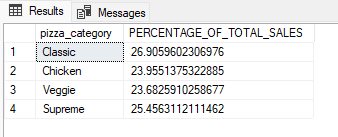 Results Messages
pizza_category PERCENTAGE_OF_TOTAL_SALES
1 Classic 26.9059602306976
2 Chicken 23.9551375322885
3 Veggie 23.6825910258677
4 Supreme 25.4563112111462